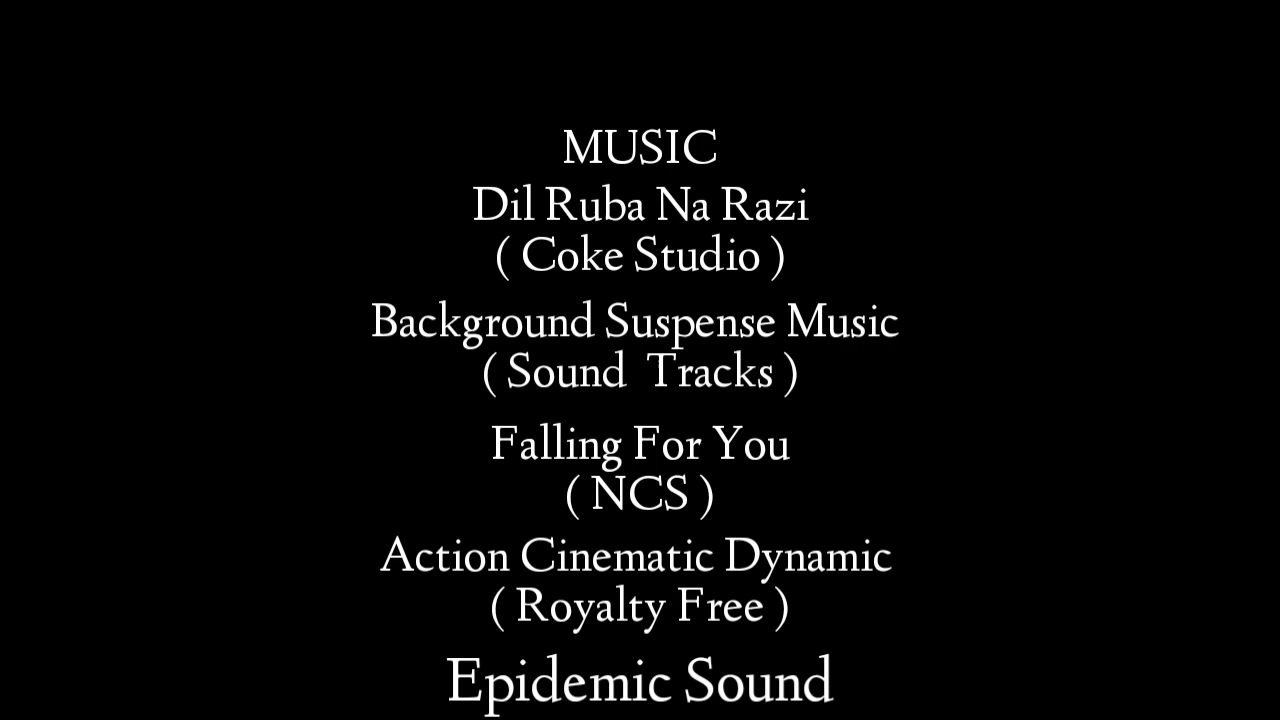 MUSIC
Dil Ruba Na Razi
( Coke Studio )
Background Suspense Music
( Sound Tracks )
Falling For You
( NCS )
Action Cinematic Dynamic
( Royalty Free )
Epidemic Sound